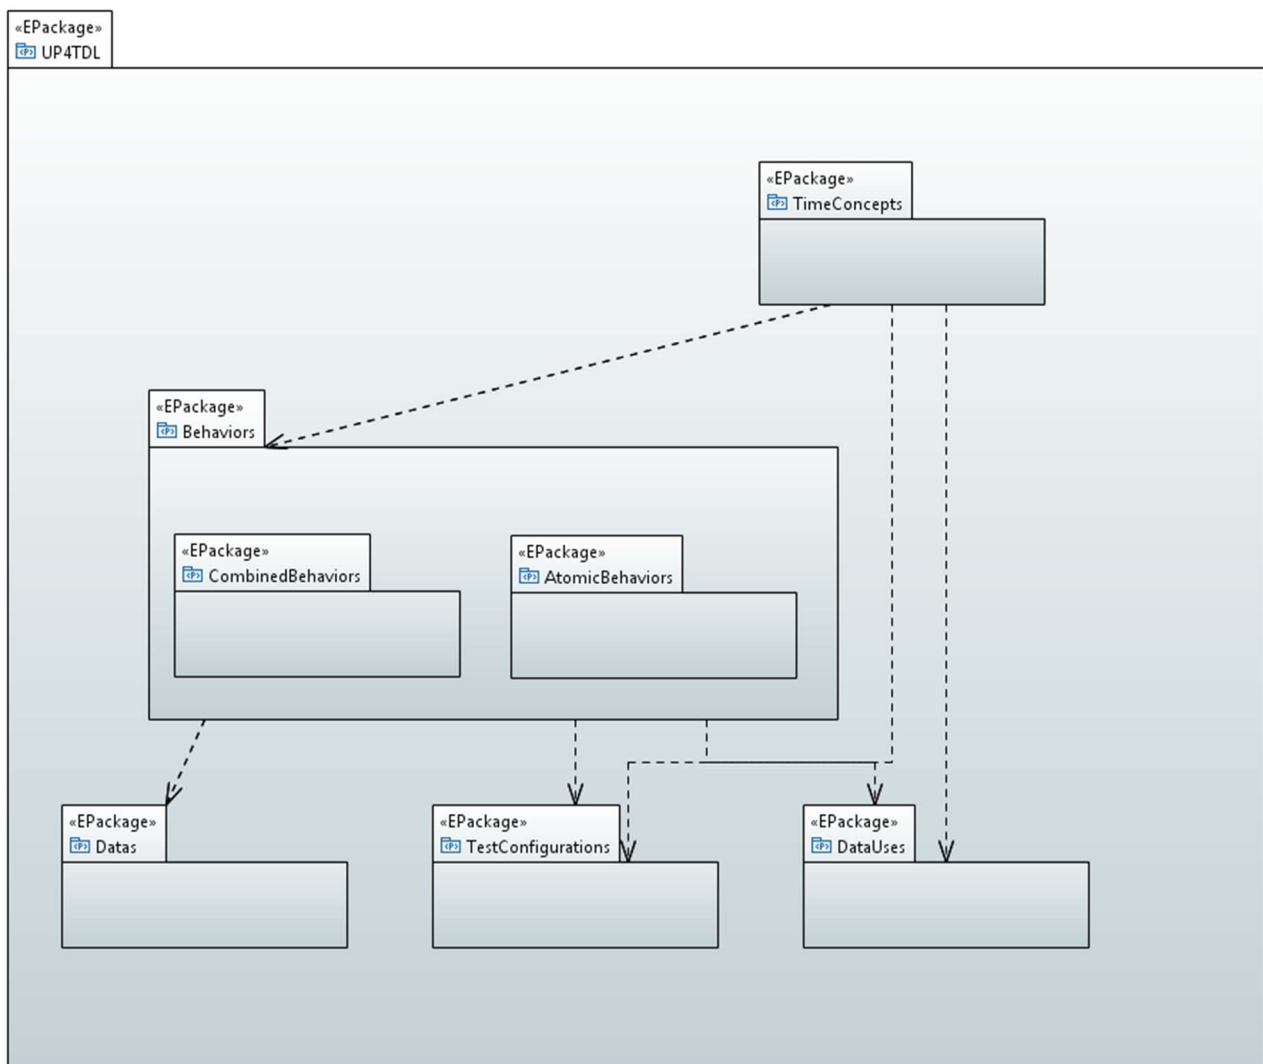 «EPackage»
UP4TDL
«EPackage»
TimeConcepts
«EPackage»
Behaviors
«EPackage»
CombinedBehaviors
«EPackage»
AtomicBehaviors
«EPackage»
Datas
«EPackage»
TestConfigurations
«EPackage»
DataUses